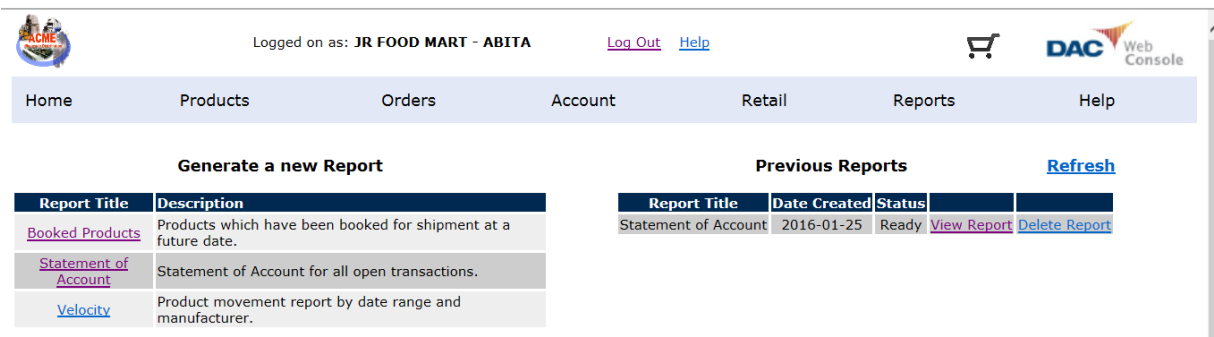 ACME
Logged on as: JR FOOD MART - ABITA
Log Out Help
DAC Web Console
Home Products Orders Account Retail Reports Help
Generate a new Report
Report Title Description
Booked Products Products which have been booked for shipment at a future date.
Statement of Account Statement of Account for all open transactions.
Velocity Product movement report by date range and manufacturer.
Previous Reports Refresh
Report Title Date Created Status
Statement of Account 2016-01-25 Ready View Report Delete Report